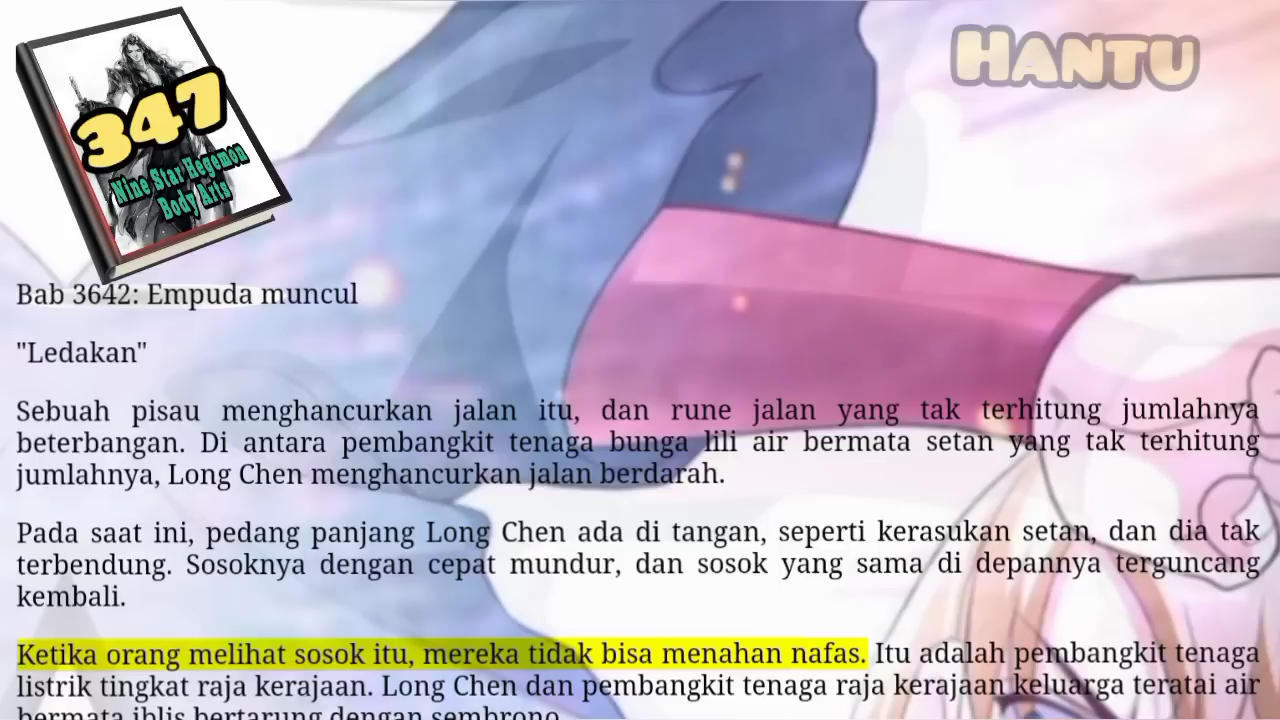 HANTU
347
Nine Star Hegemon
Body Arts
Bab 3642: Empuda muncul
"Ledakan"
Sebuah pisau menghancurkan jalan itu, dan rune jalan yang tak terhitung jumlahnya
beterbangan. Di antara pembangkit tenaga bunga lili air bermata setan yang tak terhitung
jumlahnya, Long Chen menghancurkan jalan berdarah.
Pada saat ini, pedang panjang Long Chen ada di tangan, seperti kerasukan setan, dan dia tak
terbendung. Sosoknya dengan cepat mundur, dan sosok yang sama di depannya terguncang
kembali.
Ketika orang melihat sosok itu, mereka tidak bisa menahan nafas. Itu adalah pembangkit tenaga
listrik tingkat raja kerajaan. Long Chen dan pembangkit tenaga raja kerajaan keluarga teratai air
bermata iblis bertarung dengan sembrono.